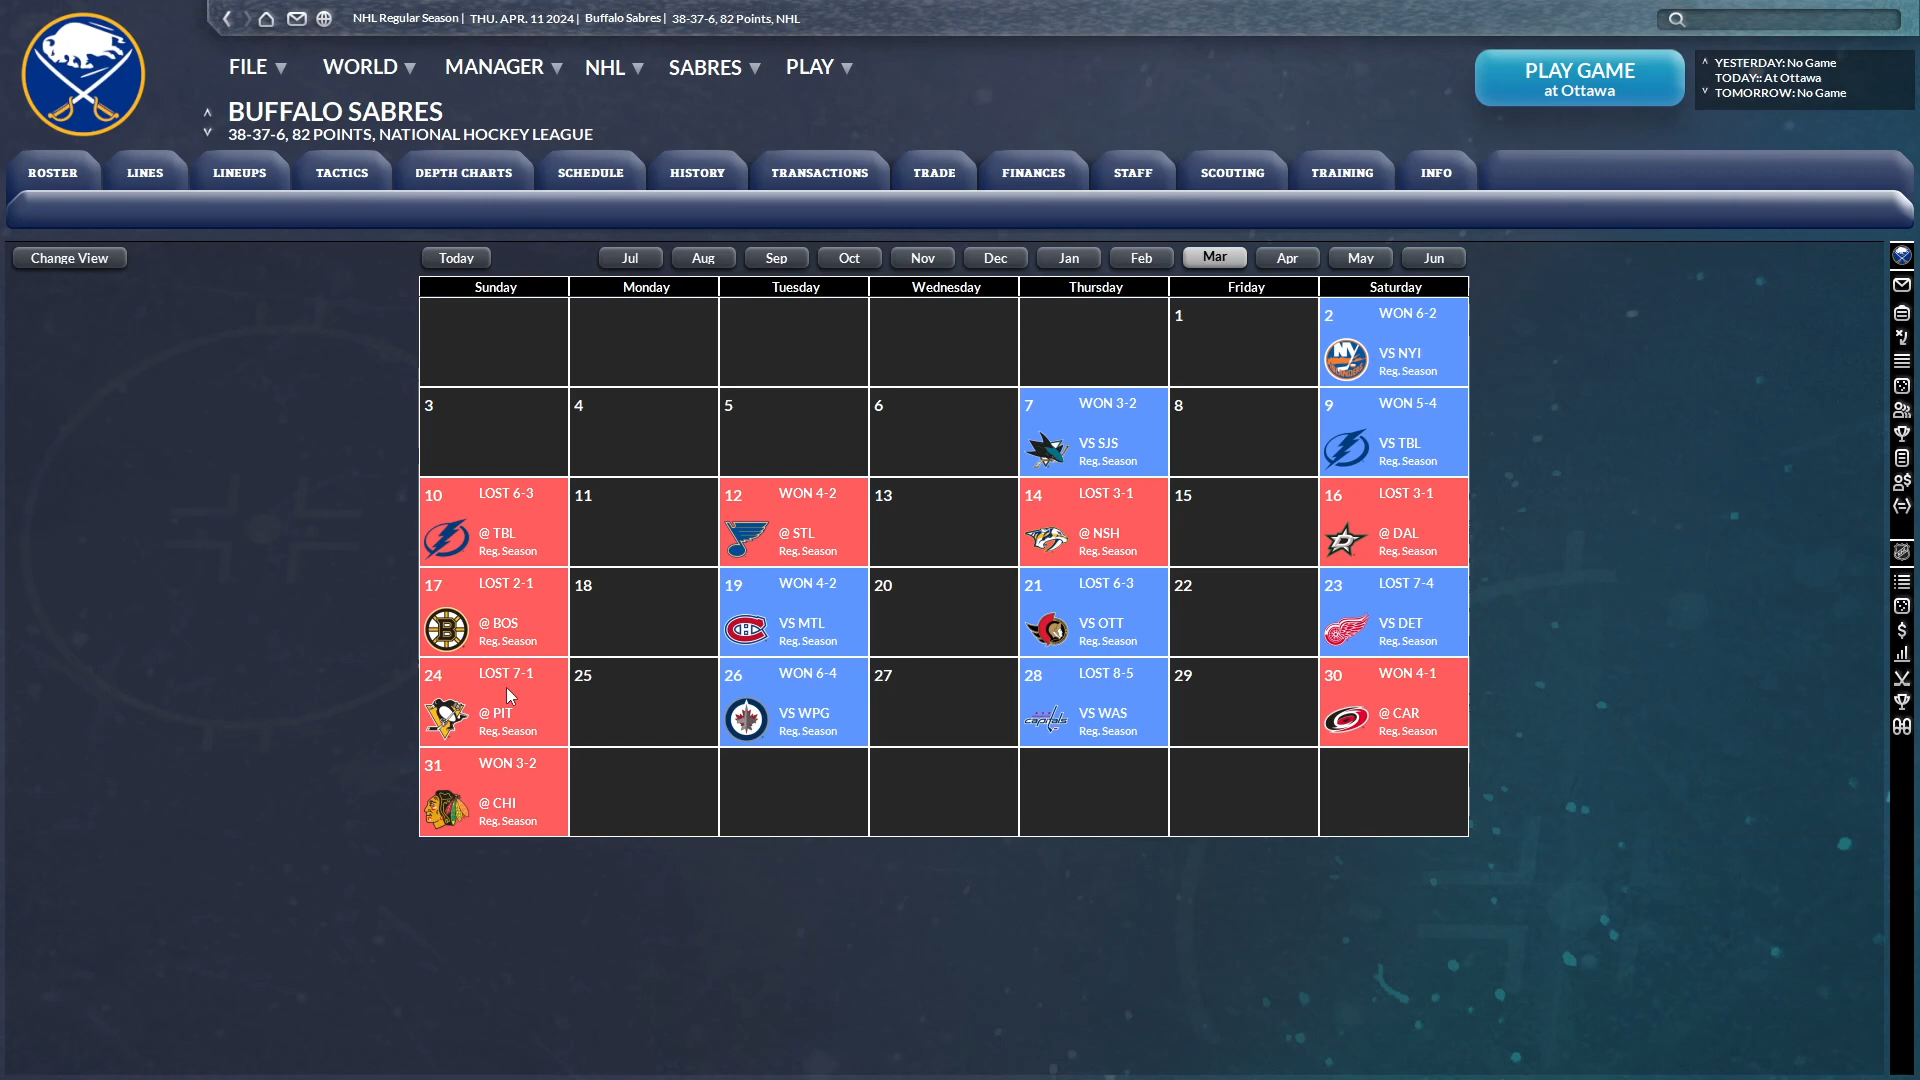 NHL Regular Season | THU. APR. 11 2024 | Buffalo Sabres | 38-37-6, 82 Points, NHL
FILE WORLD MANAGER NHL SABRES PLAY
PLAY GAME
at Ottawa
YESTERDAY: No Game
TODAY:: At Ottawa
TOMORROW: No Game
BUFFALO SABRES
38-37-6, 82 POINTS, NATIONAL HOCKEY LEAGUE
ROSTER LINES LINEUPS TACTICS DEPTH CHARTS SCHEDULE HISTORY TRANSACTIONS TRADE FINANCES STAFF SCOUTING TRAINING INFO
Change View Today Jul Aug Sep Oct Nov Dec Jan Feb Mar Apr May Jun
Sunday Monday Tuesday Wednesday Thursday Friday Saturday
1 2 WON 6-2
VS NYI
Reg. Season
3 4 5 6 7 WON 3-2 8 9 WON 5-4
VS SJS VS TBL
Reg. Season Reg. Season
10 LOST 6-3 11 12 WON 4-2 13 14 LOST 3-1 15 16 LOST 3-1
@ TBL @ STL @ NSH @ DAL
Reg. Season Reg. Season Reg. Season Reg. Season
17 LOST 2-1 18 19 WON 4-2 20 21 LOST 6-3 22 23 LOST 7-4
@ BOS VS MTL VS OTT VS DET
Reg. Season Reg. Season Reg. Season Reg. Season
24 LOST 7-1 25 26 WON 6-4 27 28 LOST 8-5 29 30 WON 4-1
@ PIT VS WPG VS WAS @ CAR
Reg. Season Reg. Season Reg. Season Reg. Season
31 WON 3-2
@ CHI
Reg. Season